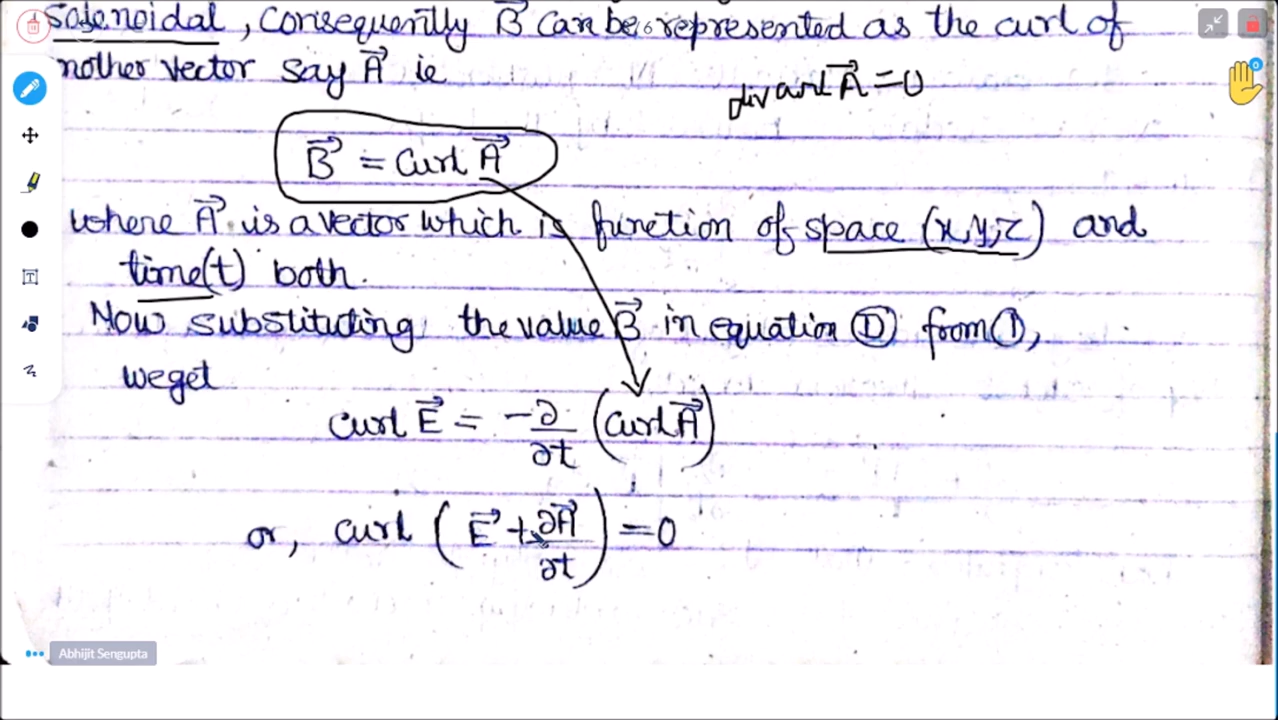 solenoidal, consequently B⃗ can be represented as the curl of
nother vector say A⃗ ie
div curl A⃗ = 0
B⃗ = Curl A⃗
where A⃗ is a vector which is function of space (x,y,z) and
time(t) both.
Now substituting the value B⃗ in equation Ⓓ from ①,
we get
curl E⃗ = -∂/∂t (Curl A⃗)
or, curl (E⃗ + ∂A⃗/∂t) = 0
Abhijit Sengupta